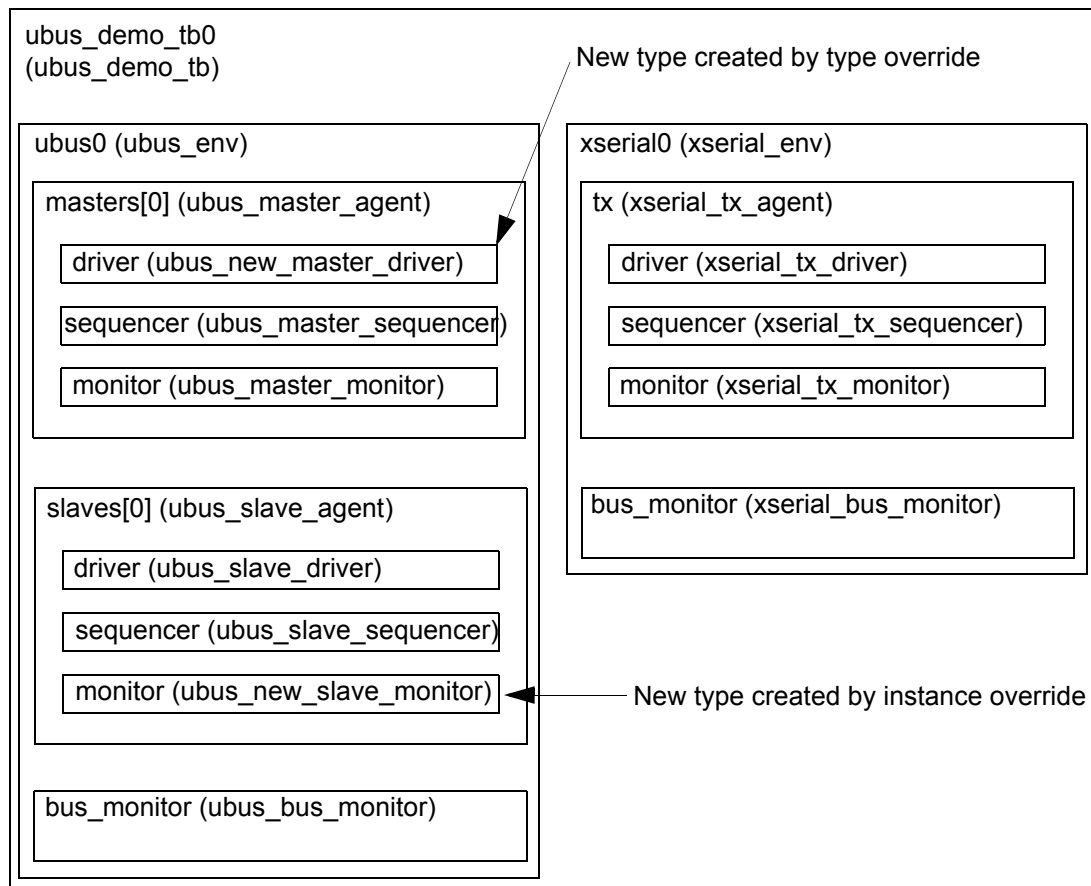 ubus_demo_tb0
(ubus_demo_tb)
New type created by type override
ubus0 (ubus_env)
masters[0] (ubus_master_agent)
driver (ubus_new_master_driver)
sequencer (ubus_master_sequencer)
monitor (ubus_master_monitor)
slaves[0] (ubus_slave_agent)
driver (ubus_slave_driver)
sequencer (ubus_slave_sequencer)
monitor (ubus_new_slave_monitor)
New type created by instance override
bus_monitor (ubus_bus_monitor)
xserial0 (xserial_env)
tx (xserial_tx_agent)
driver (xserial_tx_driver)
sequencer (xserial_tx_sequencer)
monitor (xserial_tx_monitor)
bus_monitor (xserial_bus_monitor)